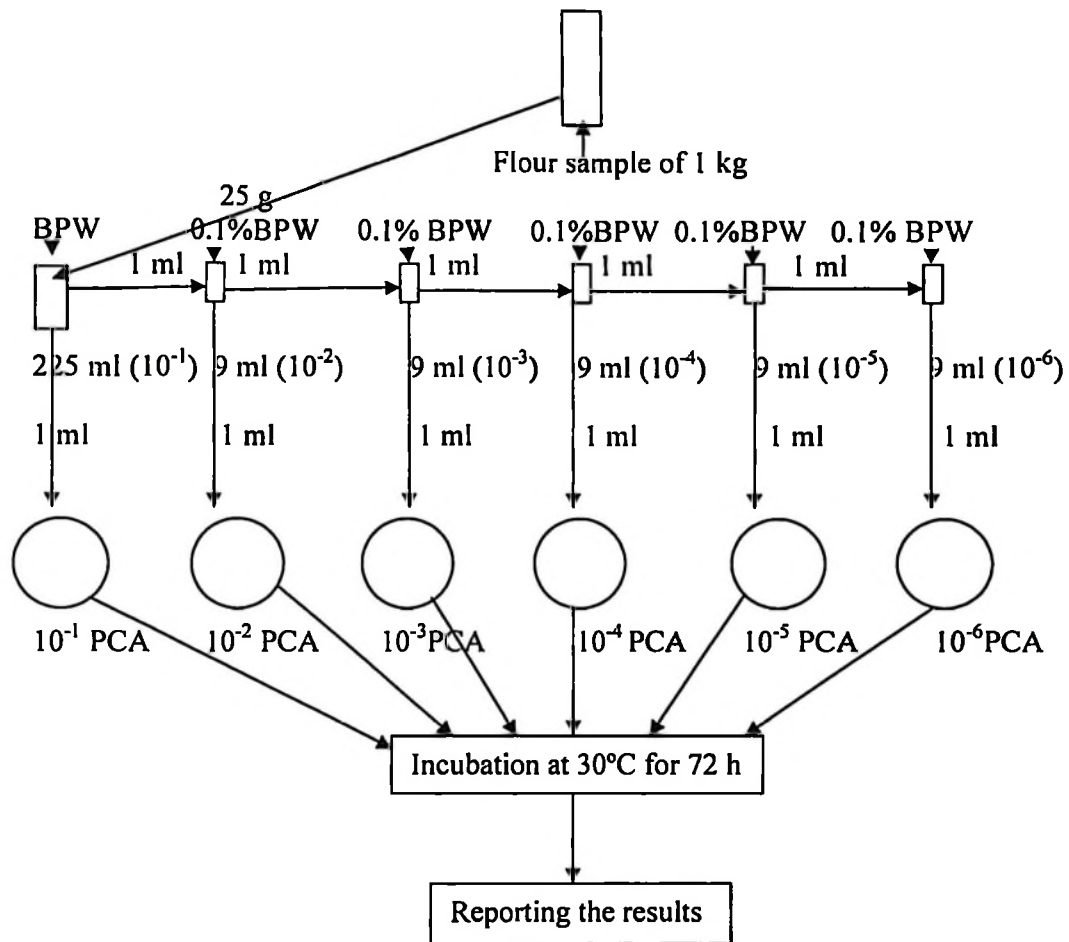 Flour sample of 1 kg
25 g
BPW 0.1%BPW 0.1% BPW 0.1%BPW 0.1%BPW 0.1% BPW
1 ml 1 ml 1 ml 1 ml 1 ml
225 ml (10⁻¹) 9 ml (10⁻²) 9 ml (10⁻³) 9 ml (10⁻⁴) 9 ml (10⁻⁵) 9 ml (10⁻⁶)
1 ml 1 ml 1 ml 1 ml 1 ml 1 ml
10⁻¹ PCA 10⁻² PCA 10⁻³PCA 10⁻⁴ PCA 10⁻⁵ PCA 10⁻⁶PCA
Incubation at 30ºC for 72 h
Reporting the results